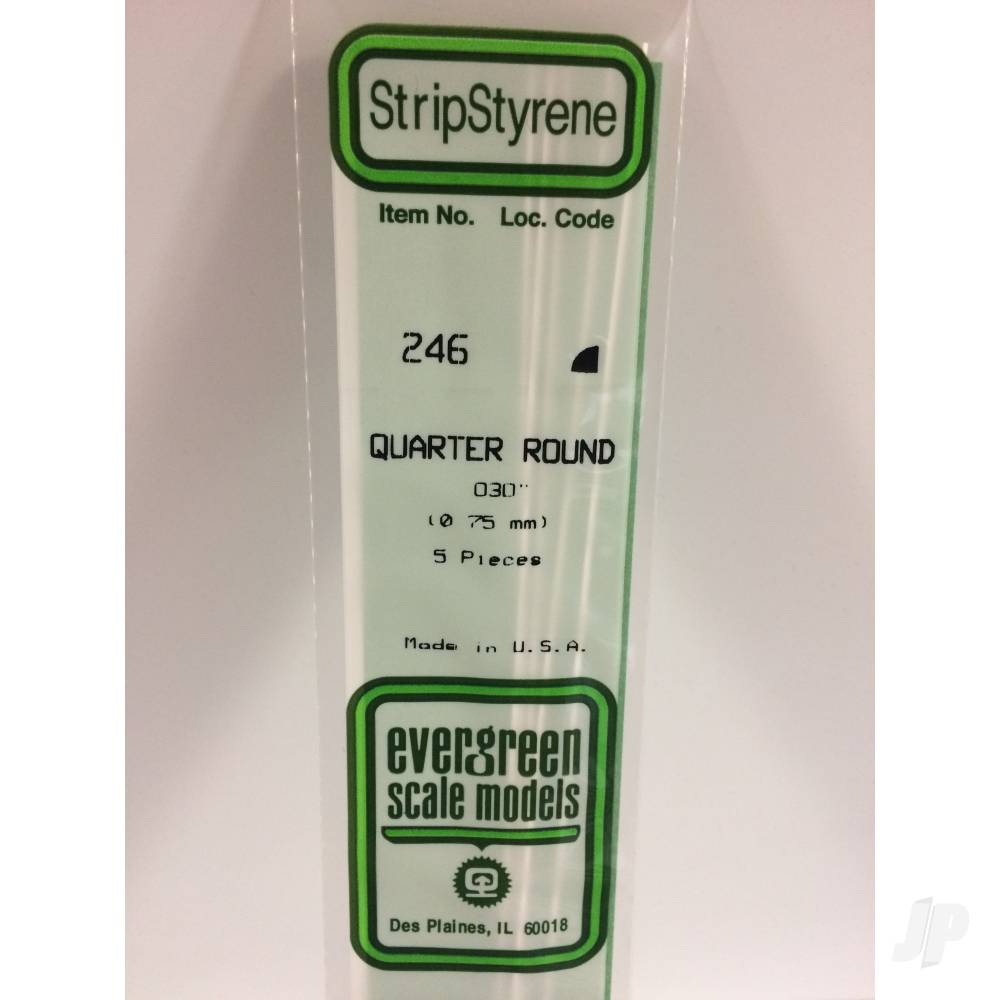 StripStyrene
Item No. Loc. Code
246
QUARTER ROUND
.030"
(0.75 mm)
5 Pieces
Made in U.S.A.
evergreen
scale models
Des Plaines, IL 60018
JP